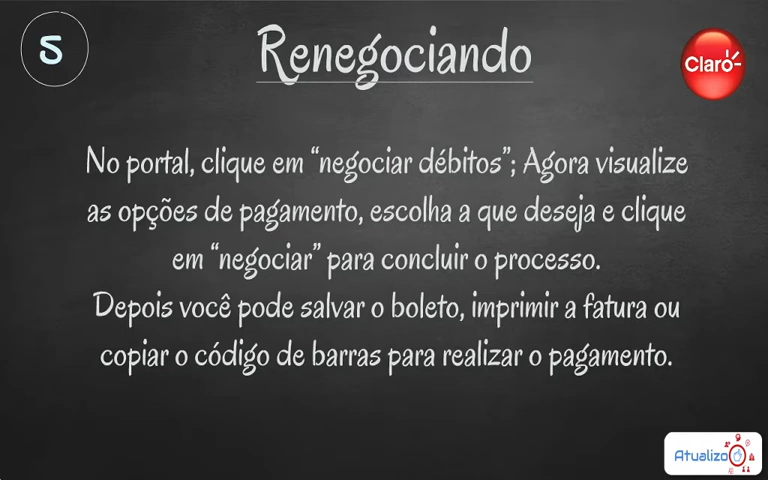 5
Renegociando
Claro
No portal, clique em “negociar débitos”; Agora visualize
as opções de pagamento, escolha a que deseja e clique
em “negociar” para concluir o processo.
Depois você pode salvar o boleto, imprimir a fatura ou
copiar o código de barras para realizar o pagamento.
Atualizo